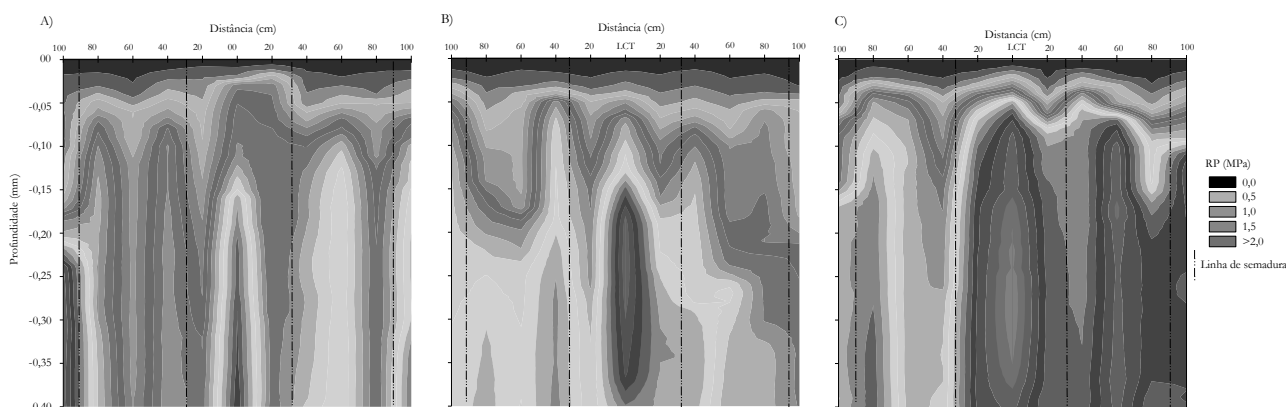 A)
Distância (cm)
100 80 60 40 20 00 20 40 60 80 100
00
-0,05
-0,10
-0,15
-0,20
-0,25
-0,30
-0,35
-0,40
Profundidade (mm)
B)
Distância (cm)
100 80 60 40 20 LCT 20 40 60 80 100
C)
Distancia (cm)
100 80 60 40 20 LCT 20 40 60 80 100
RP (MPa)
0,0
0,5
1,0
1,5
>2,0
Linha de semadura